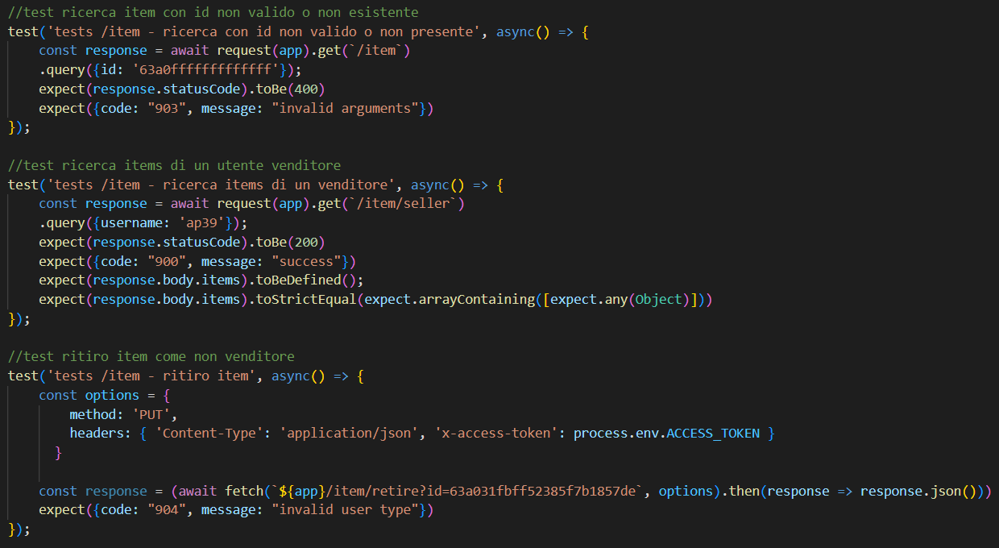 //test ricerca item con id non valido o non esistente
test('tests /item - ricerca con id non valido o non presente', async() => {
    const response = await request(app).get(`/item`)
    .query({id: '63a0fffffffffffff'});
    expect(response.statusCode).toBe(400)
    expect({code: "903", message: "invalid arguments"})
});
//test ricerca items di un utente venditore
test('tests /item - ricerca items di un venditore', async() => {
    const response = await request(app).get(`/item/seller`)
    .query({username: 'ap39'});
    expect(response.statusCode).toBe(200)
    expect({code: "900", message: "success"})
    expect(response.body.items).toBeDefined();
    expect(response.body.items).toStrictEqual(expect.arrayContaining([expect.any(Object)]))
});
//test ritiro item come non venditore
test('tests /item - ritiro item', async() => {
    const options = {
        method: 'PUT',
        headers: { 'Content-Type': 'application/json', 'x-access-token': process.env.ACCESS_TOKEN }
      }
    const response = (await fetch(`${app}/item/retire?id=63a031fbff52385f7b1857de`, options).then(response => response.json()))
    expect({code: "904", message: "invalid user type"})
});